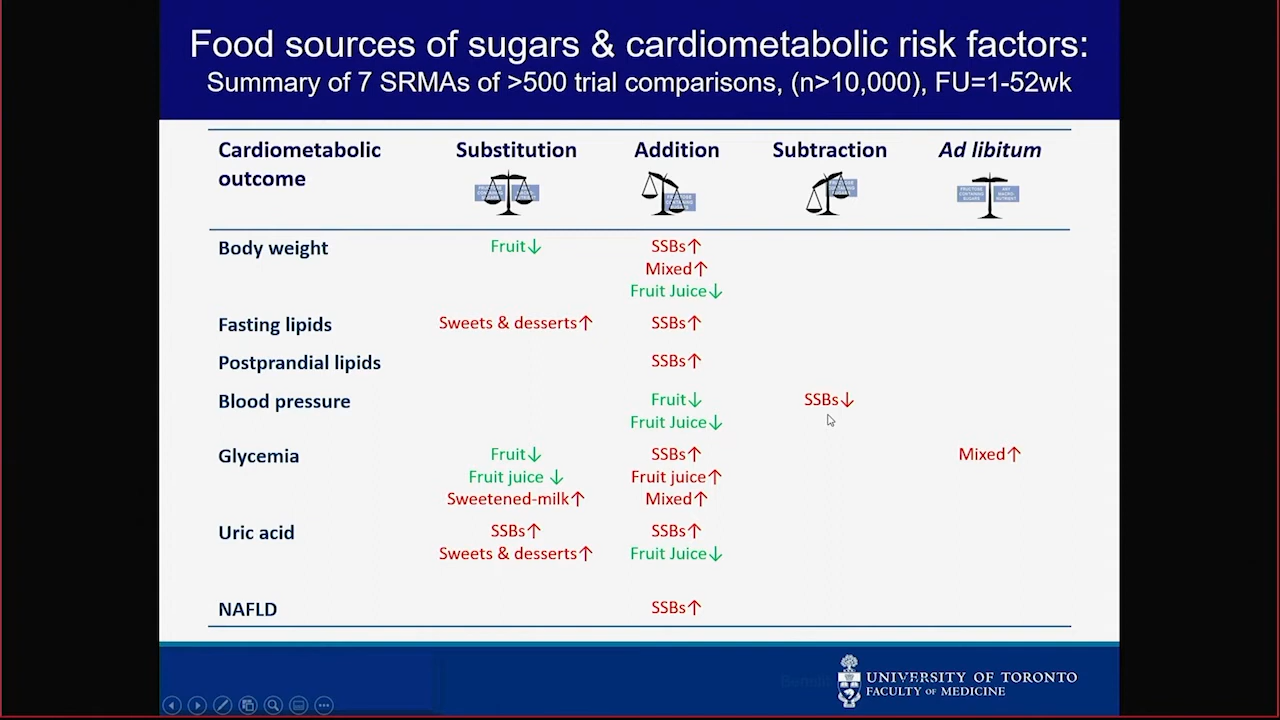 Food sources of sugars & cardiometabolic risk factors:
Summary of 7 SRMAs of >500 trial comparisons, (n>10,000), FU=1-52wk
Cardiometabolic outcome
Substitution
Addition
Subtraction
Ad libitum
Body weight
Fruit↓
SSBs↑
Mixed↑
Fruit Juice↓
Fasting lipids
Sweets & desserts↑
SSBs↑
Postprandial lipids
SSBs↑
Blood pressure
Fruit↓
Fruit Juice↓
SSBs↓
Glycemia
Fruit↓
Fruit juice ↓
Sweetened-milk↑
SSBs↑
Fruit juice↑
Mixed↑
Mixed↑
Uric acid
SSBs↑
Sweets & desserts↑
SSBs↑
Fruit Juice↓
NAFLD
SSBs↑
UNIVERSITY OF TORONTO
FACULTY OF MEDICINE